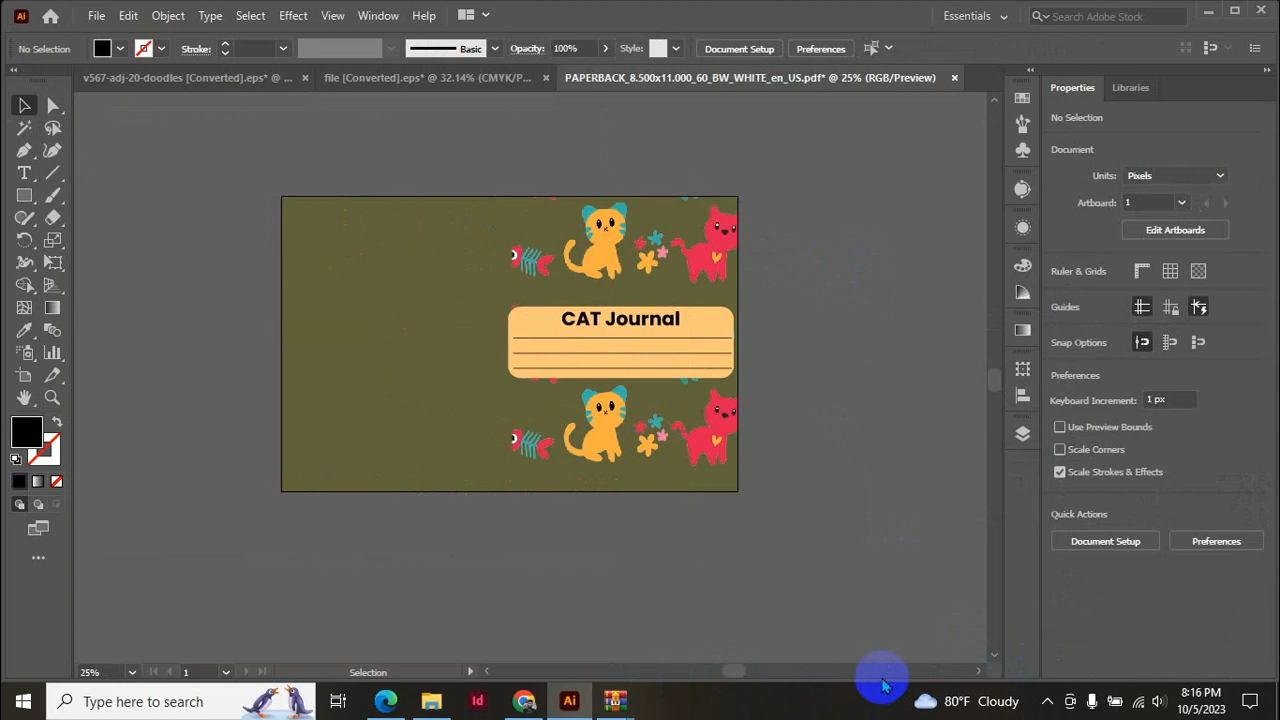 Ai File Edit Object Type Select Effect View Window Help Essentials Search Adobe Stock
No Selection Stroke: Basic Opacity: 100% Style: Document Setup Preferences
v567-adj-20-doodles [Converted].eps* @ ... file [Converted].eps* @ 32.14% (CMYK/P... PAPERBACK_8.500x11.000_60_BW_WHITE_en_US.pdf* @ 25% (RGB/Preview)
Properties Libraries
No Selection
Document
Units: Pixels
Artboard: 1
Edit Artboards
Ruler & Grids
Guides
CAT Journal
Snap Options
Preferences
Keyboard Increment: 1 px
Use Preview Bounds
Scale Corners
Scale Strokes & Effects
Quick Actions
Document Setup Preferences
25% 1 Selection
Type here to search Id Ai 80°F Cloudy 8:16 PM
10/5/2023